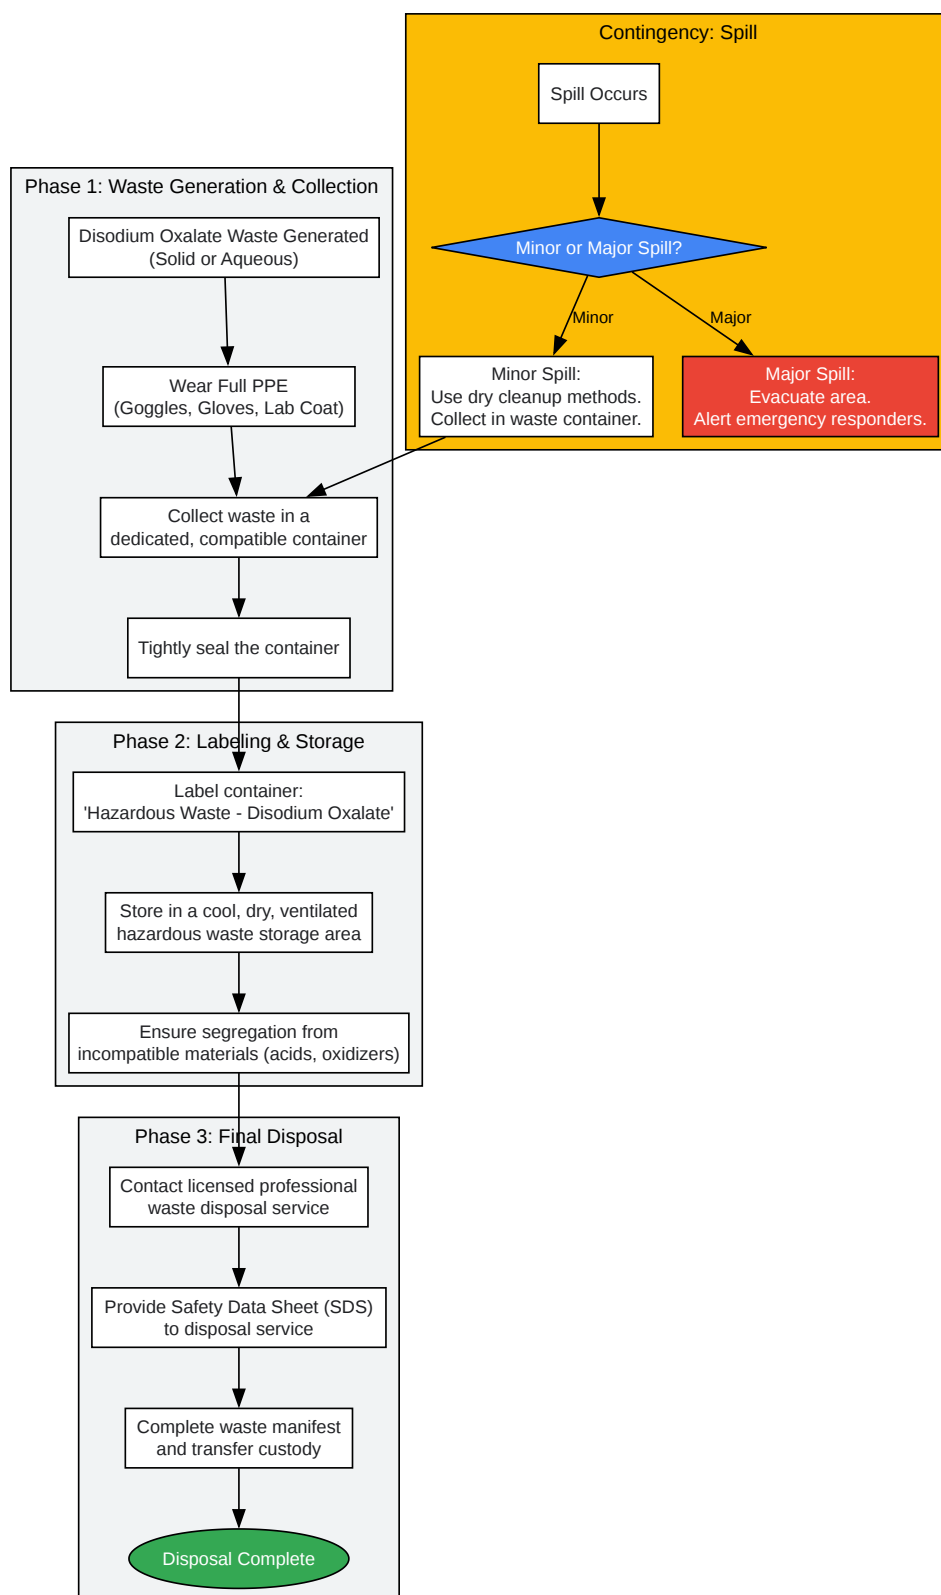 Contingency: Spill
Spill Occurs
Minor or Major Spill?
Minor
Major
Minor Spill:
Use dry cleanup methods.
Collect in waste container.
Major Spill:
Evacuate area.
Alert emergency responders.
Phase 1: Waste Generation & Collection
Disodium Oxalate Waste Generated
(Solid or Aqueous)
Wear Full PPE
(Goggles, Gloves, Lab Coat)
Collect waste in a
dedicated, compatible container
Tightly seal the container
Phase 2: Labeling & Storage
Label container:
'Hazardous Waste - Disodium Oxalate'
Store in a cool, dry, ventilated
hazardous waste storage area
Ensure segregation from
incompatible materials (acids, oxidizers)
Phase 3: Final Disposal
Contact licensed professional
waste disposal service
Provide Safety Data Sheet (SDS)
to disposal service
Complete waste manifest
and transfer custody
Disposal Complete